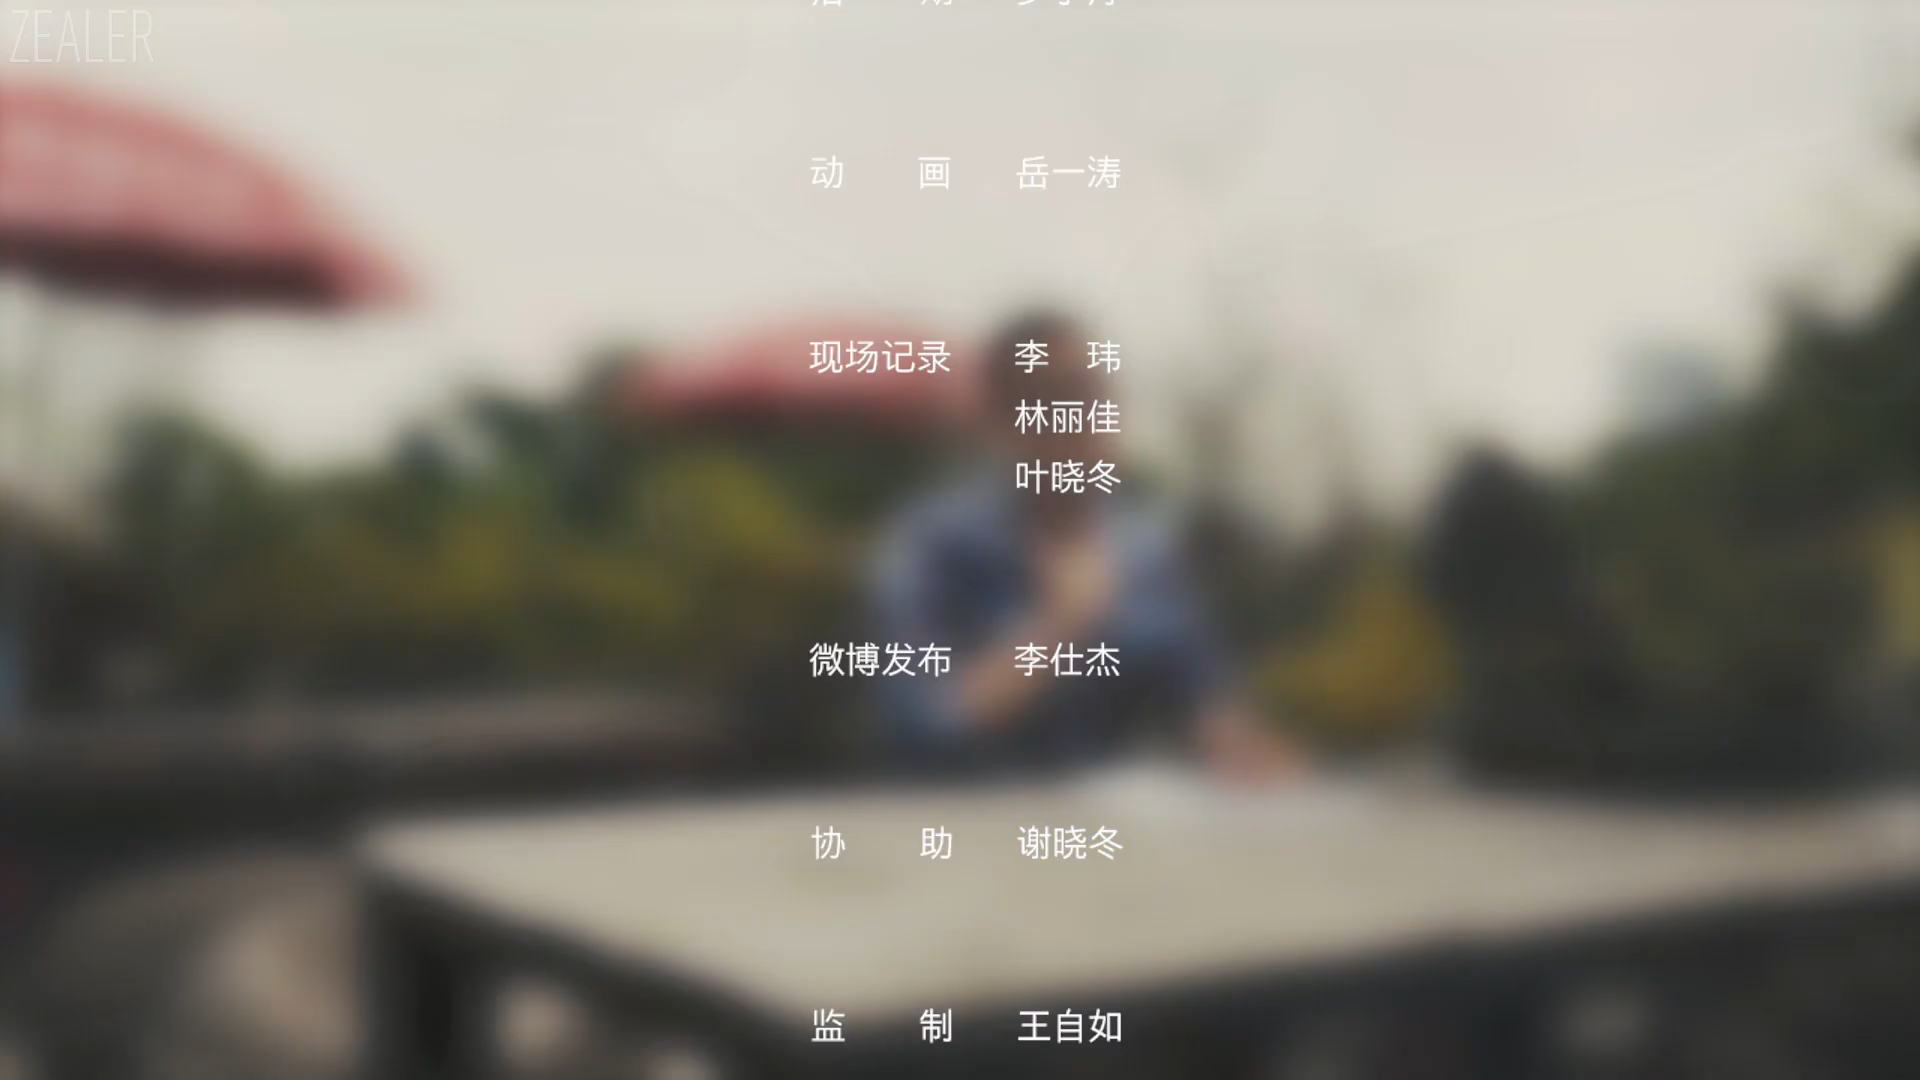 ZEALER
动　　画　岳一涛
现场记录　李　玮
林丽佳
叶晓冬
微博发布　李仕杰
协　　助　谢晓冬
监　　制　王自如